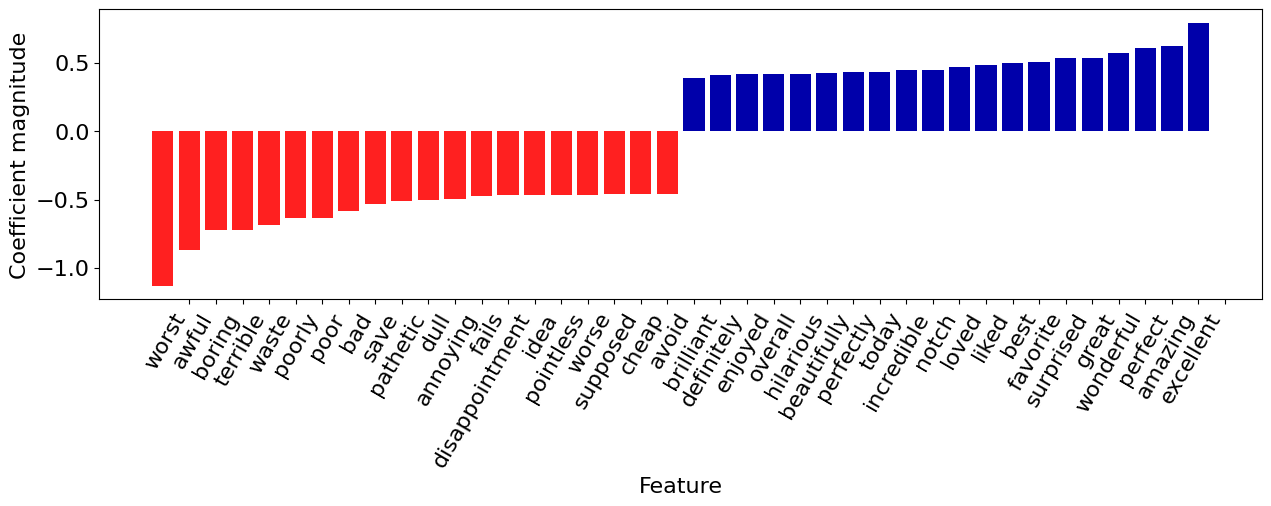 Coefficient magnitude
0.5
0.0
−0.5
−1.0
worst
awful
boring
terrible
waste
poorly
poor
bad
save
pathetic
dull
annoying
fails
disappointment
idea
pointless
worse
supposed
cheap
avoid
brilliant
definitely
enjoyed
overall
hilarious
beautifully
perfectly
today
incredible
notch
loved
liked
best
favorite
surprised
great
wonderful
perfect
amazing
excellent
Feature